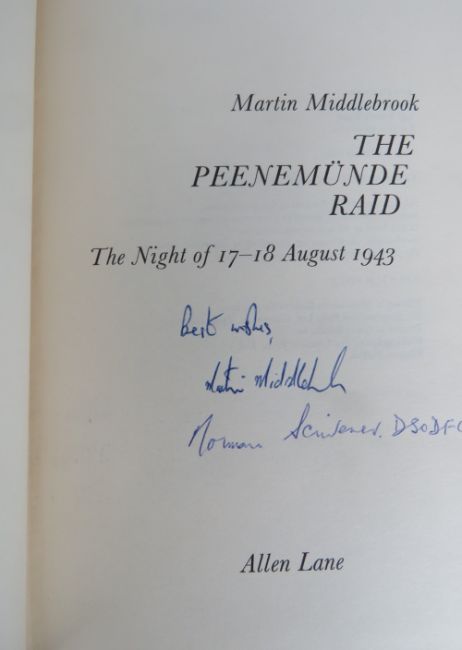 Martin Middlebrook
THE
PEENEMÜNDE
RAID
The Night of 17–18 August 1943
Best wishes,
Martin Middlebrook
Norman Scrivener. DSO DFC
Allen Lane